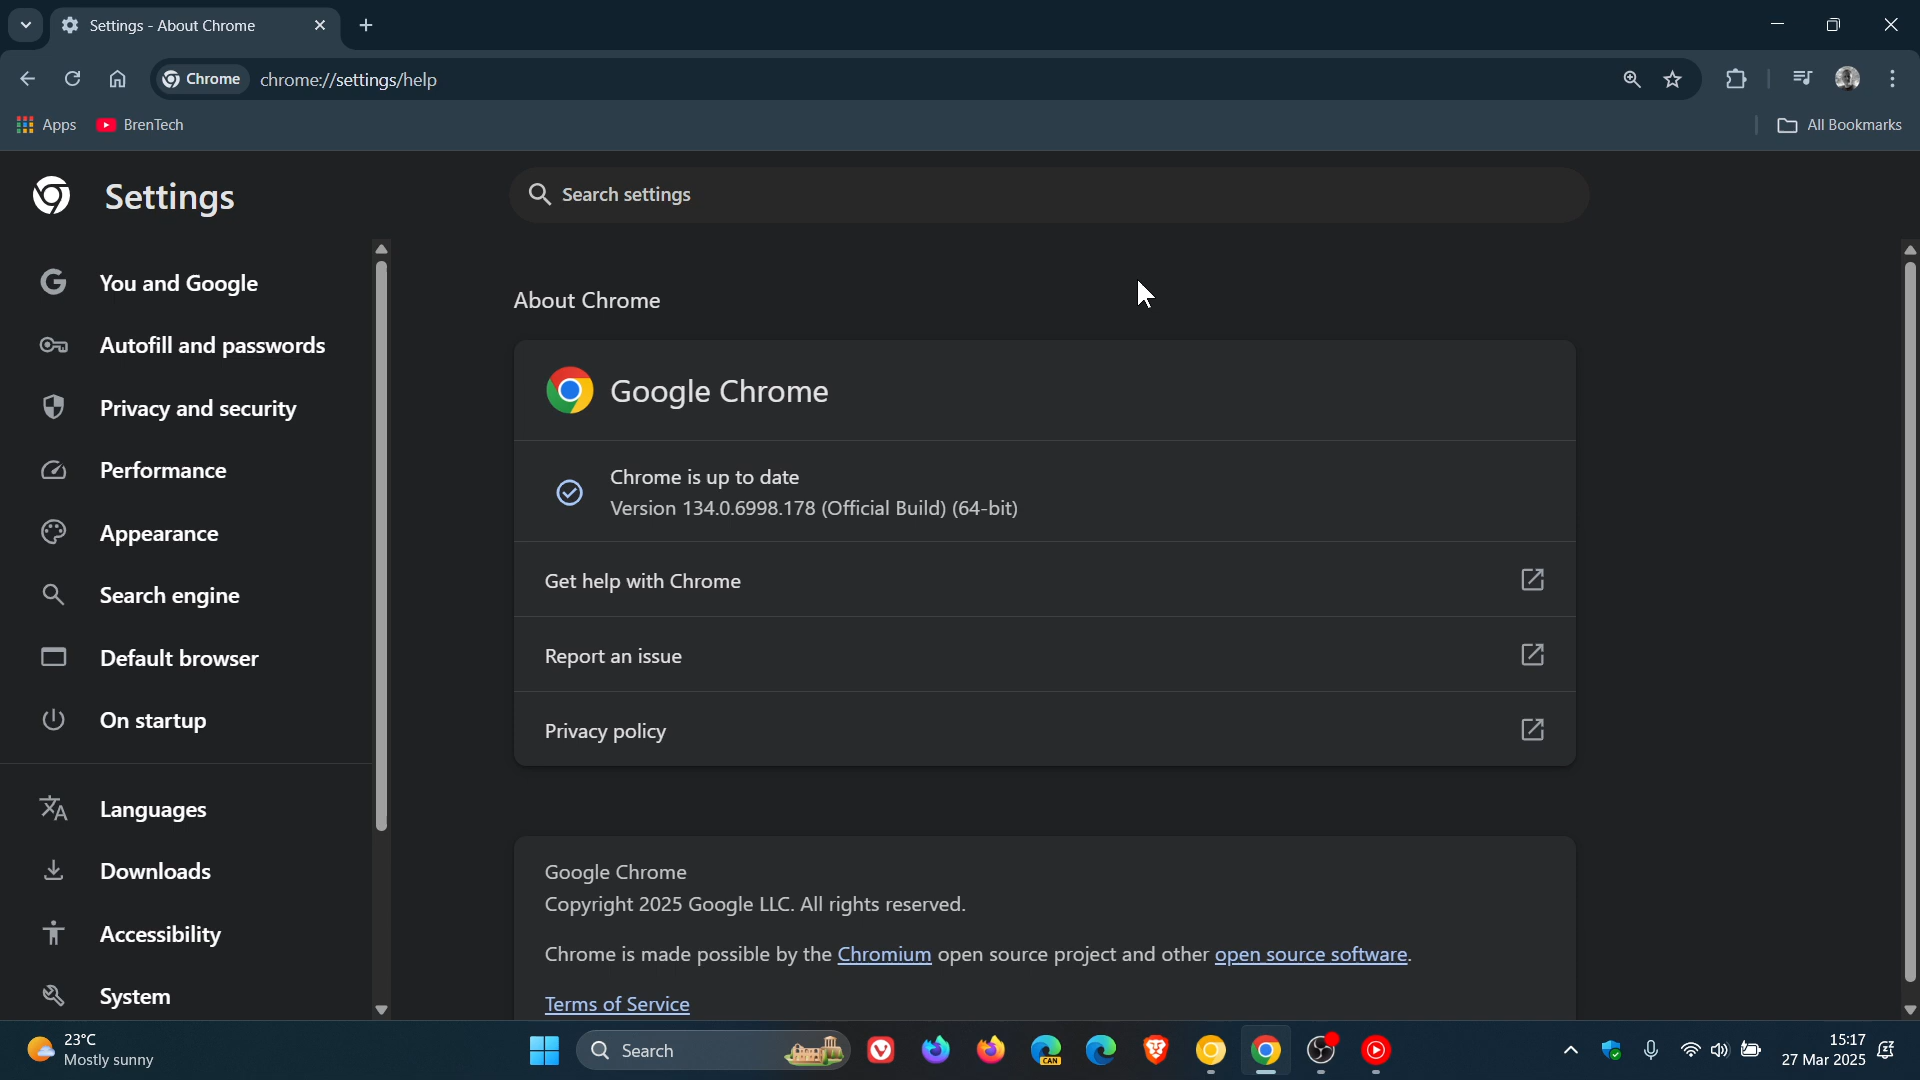 Settings - About Chrome
Chrome
chrome://settings/help
Apps
BrenTech
All Bookmarks
Settings
Search settings
You and Google
Autofill and passwords
Privacy and security
Performance
Appearance
Search engine
Default browser
On startup
Languages
Downloads
Accessibility
System
About Chrome
Google Chrome
Chrome is up to date
Version 134.0.6998.178 (Official Build) (64-bit)
Get help with Chrome
Report an issue
Privacy policy
Google Chrome
Copyright 2025 Google LLC. All rights reserved.
Chrome is made possible by the Chromium open source project and other open source software.
Terms of Service
23°C
Mostly sunny
Search
CAN
15:17
27 Mar 2025